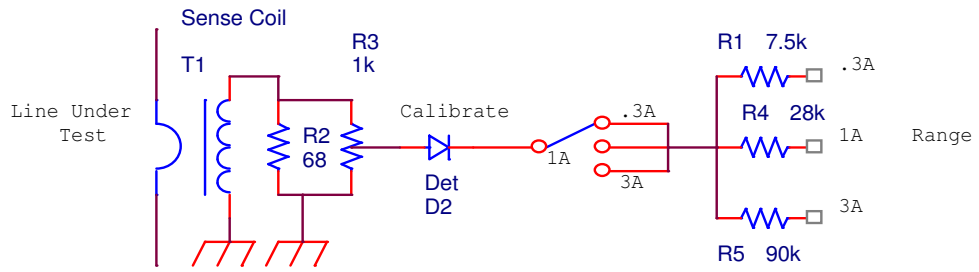 Sense Coil
T1
R3
1k
Line Under
Test
R2
68
Calibrate
Det
D2
.3A
1A
3A
R1 7.5k
.3A
R4 28k
1A
Range
3A
R5 90k